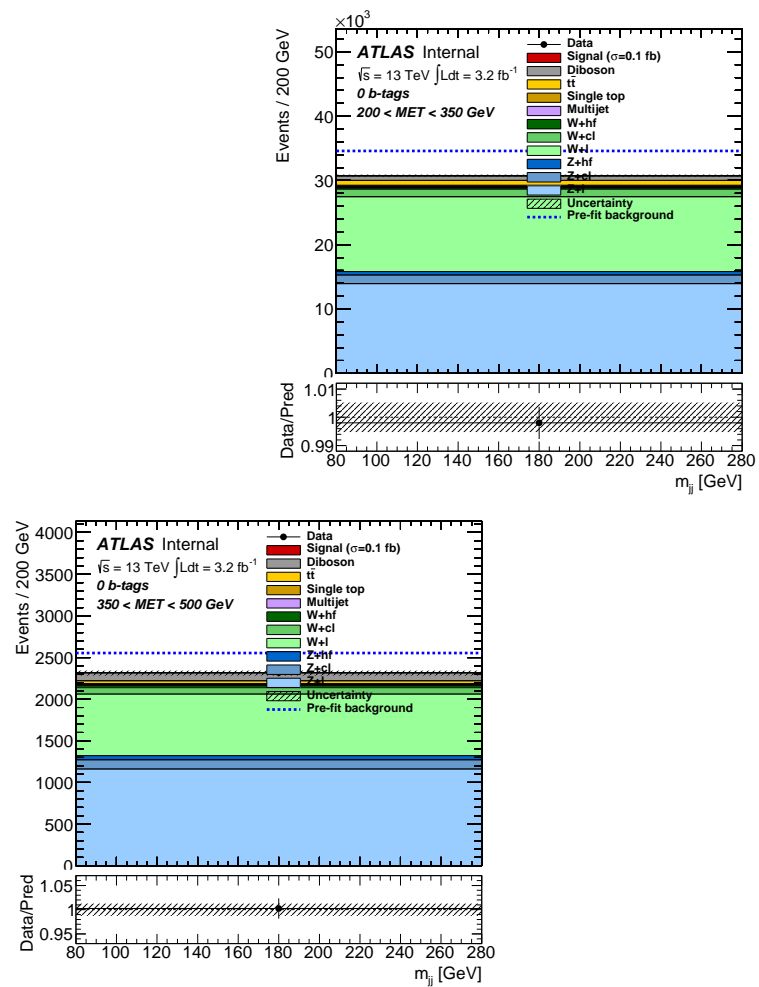 ×10³
Events / 200 GeV
50
40
30
20
10
0
ATLAS Internal
√s = 13 TeV ∫Ldt = 3.2 fb⁻¹
0 b-tags
200 < MET < 350 GeV
Data
Signal (σ=0.1 fb)
Diboson
tt̄
Single top
Multijet
W+hf
W+cl
W+l
Z+hf
Z+cl
Z+l
Uncertainty
Pre-fit background
Data/Pred
1.01
1
0.99
80 100 120 140 160 180 200 220 240 260 280
m_jj [GeV]
Events / 200 GeV
4000
3500
3000
2500
2000
1500
1000
500
0
ATLAS Internal
√s = 13 TeV ∫Ldt = 3.2 fb⁻¹
0 b-tags
350 < MET < 500 GeV
Data
Signal (σ=0.1 fb)
Diboson
tt̄
Single top
Multijet
W+hf
W+cl
W+l
Z+hf
Z+cl
Z+l
Uncertainty
Pre-fit background
Data/Pred
1.05
1
0.95
80 100 120 140 160 180 200 220 240 260 280
m_jj [GeV]